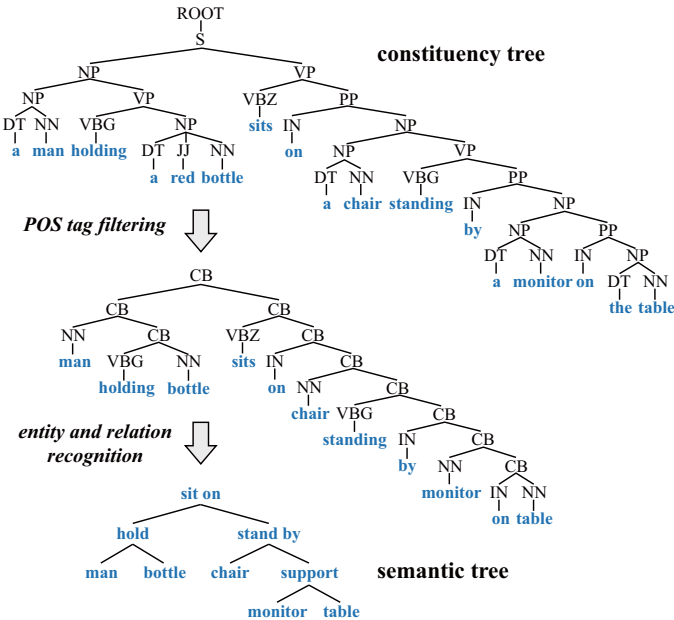 ROOT
S
constituency tree
NP VP
NP VP VBZ PP
sits
DT NN VBG NP IN NP
a man holding DT JJ NN on NP VP
a red bottle DT NN VBG PP
a chair standing IN NP
by
POS tag filtering
NP PP
DT NN IN NP
a monitor on DT NN
the table
CB
CB CB
NN CB VBZ CB
man VBG NN sits IN CB
holding bottle on NN CB
chair VBG CB
standing IN CB
by NN CB
monitor IN NN
on table
entity and relation
recognition
sit on
hold stand by
man bottle chair support
monitor table
semantic tree